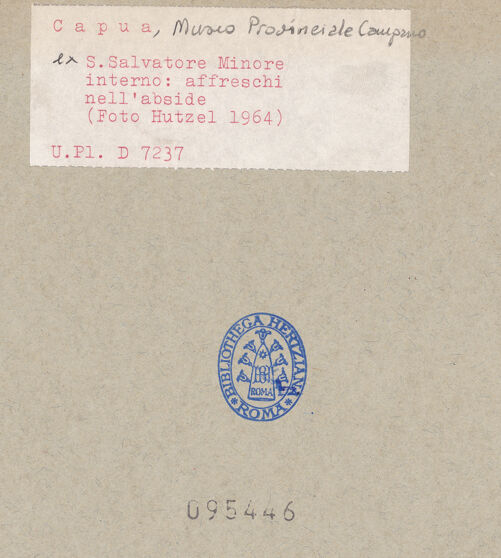 Capua, Museo Provinciale Campano
ex S.Salvatore Minore
interno: affreschi
nell'abside
(Foto Hutzel 1964)
U.Pl. D 7237
BIBLIOTHECA HERTZIANA
ROMA
ROMA
095446